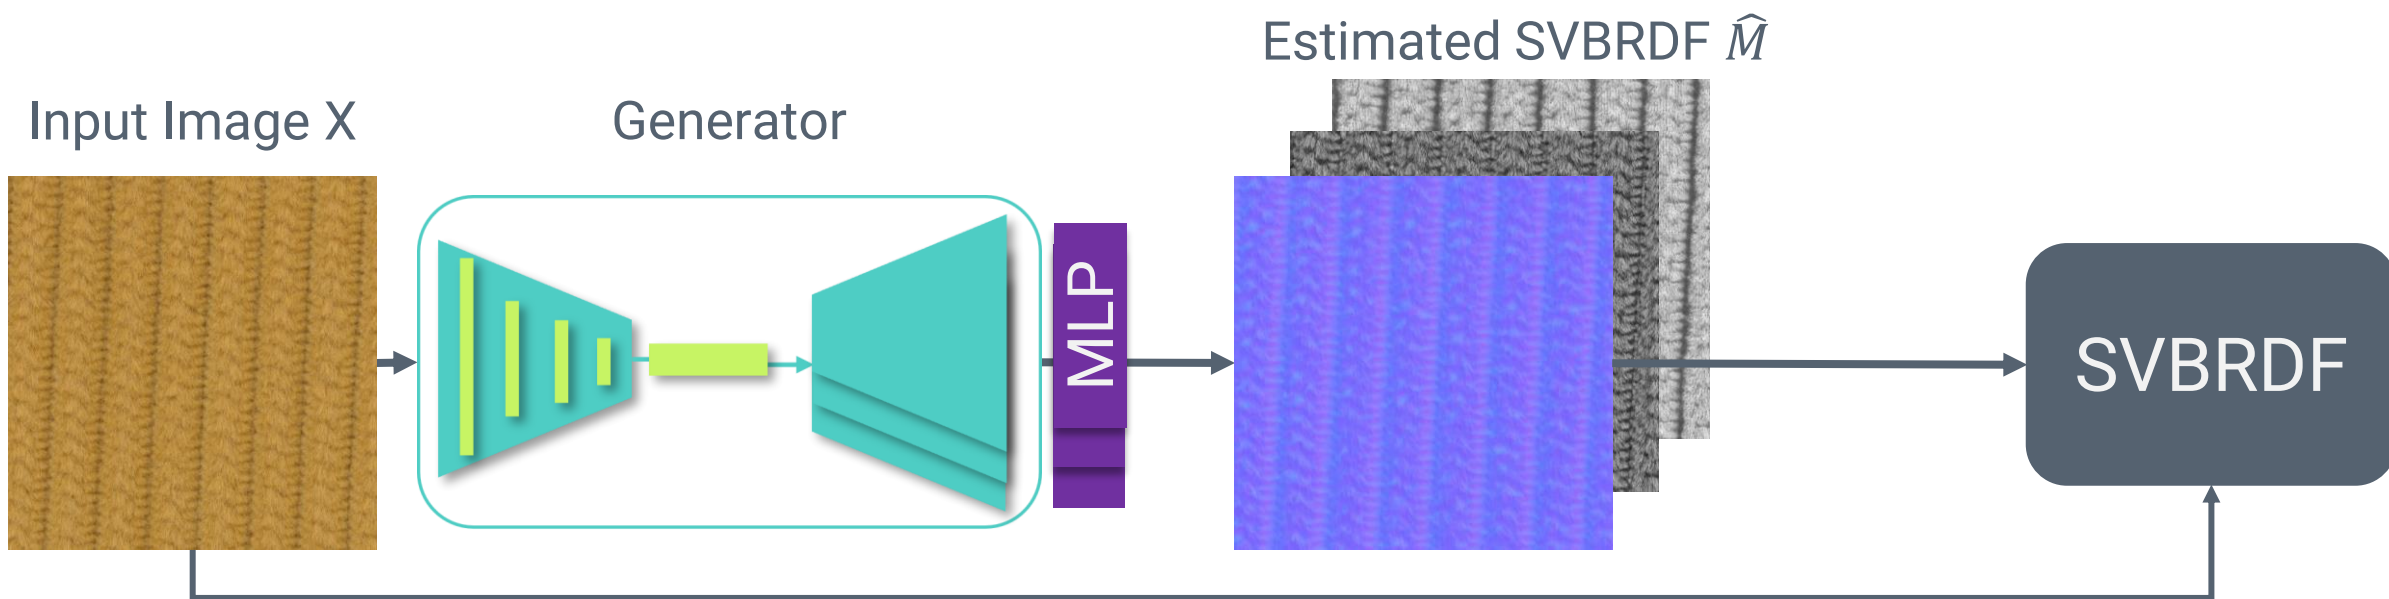 Estimated SVBRDF M̂
Input Image X
Generator
MLP
SVBRDF